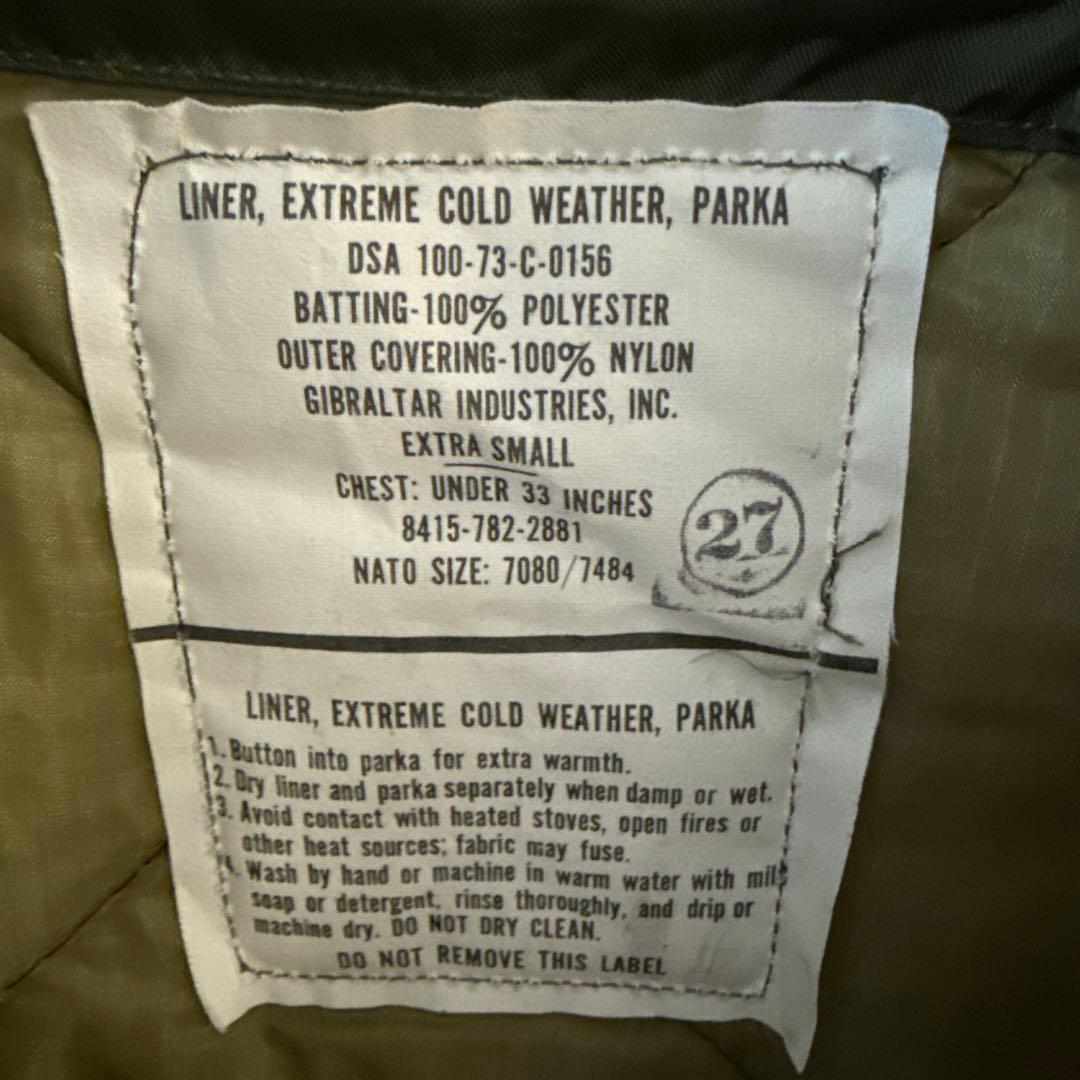 LINER, EXTREME COLD WEATHER, PARKA
DSA 100-73-C-0156
BATTING-100% POLYESTER
OUTER COVERING-100% NYLON
GIBRALTAR INDUSTRIES, INC.
EXTRA SMALL
CHEST: UNDER 33 INCHES
8415-782-2881
NATO SIZE: 7080/7484
27
LINER, EXTREME COLD WEATHER, PARKA
1. Button into parka for extra warmth.
2. Dry liner and parka separately when damp or wet.
3. Avoid contact with heated stoves, open fires or
other heat sources; fabric may fuse.
4. Wash by hand or machine in warm water with mild
soap or detergent, rinse thoroughly, and drip or
machine dry. DO NOT DRY CLEAN.
DO NOT REMOVE THIS LABEL